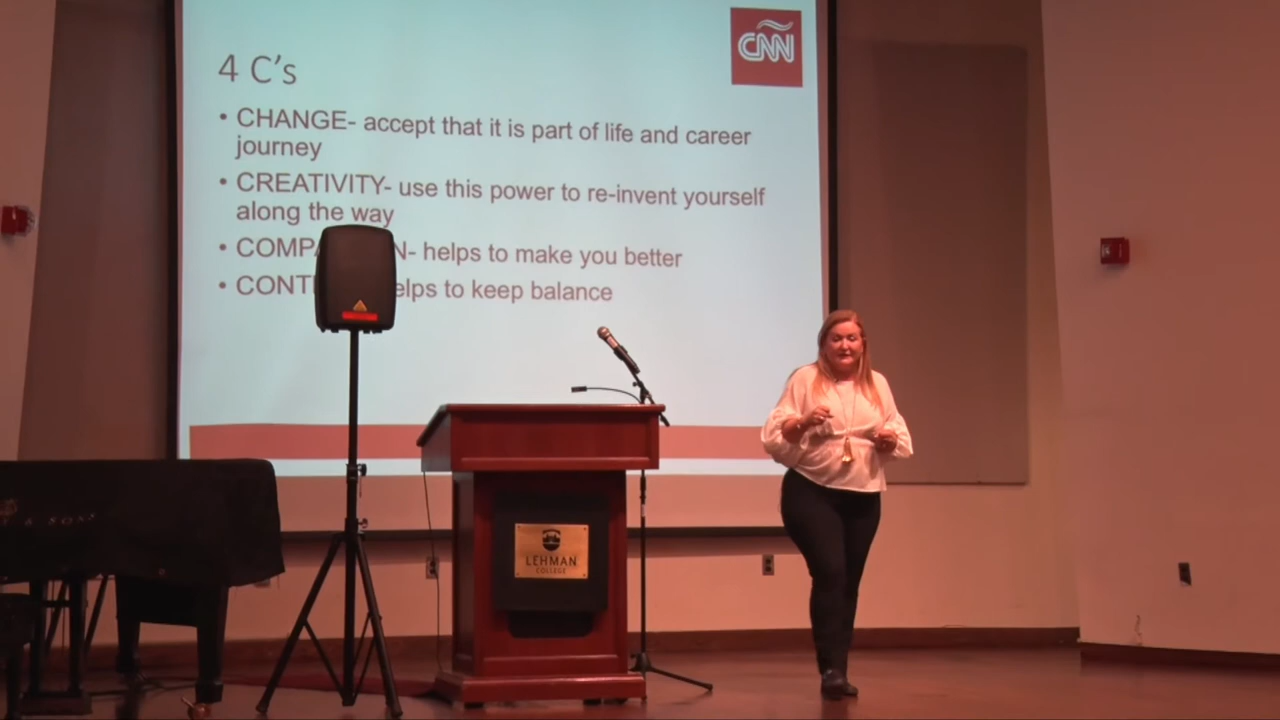 CNN
4 C's
• CHANGE- accept that it is part of life and career
journey
• CREATIVITY- use this power to re-invent yourself
along the way
• COMPA N- helps to make you better
• CONT elps to keep balance
& SONS
LEHMAN
COLLEGE